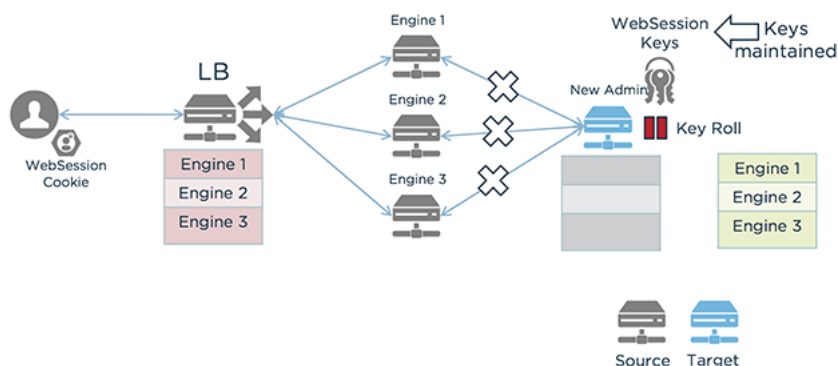 Engine 1
WebSession
Keys
Keys
maintained
LB
Engine 2
New Admin
Key Roll
WebSession
Cookie
Engine 1
Engine 2
Engine 3
Engine 3
Engine 1
Engine 2
Engine 3
Source
Target